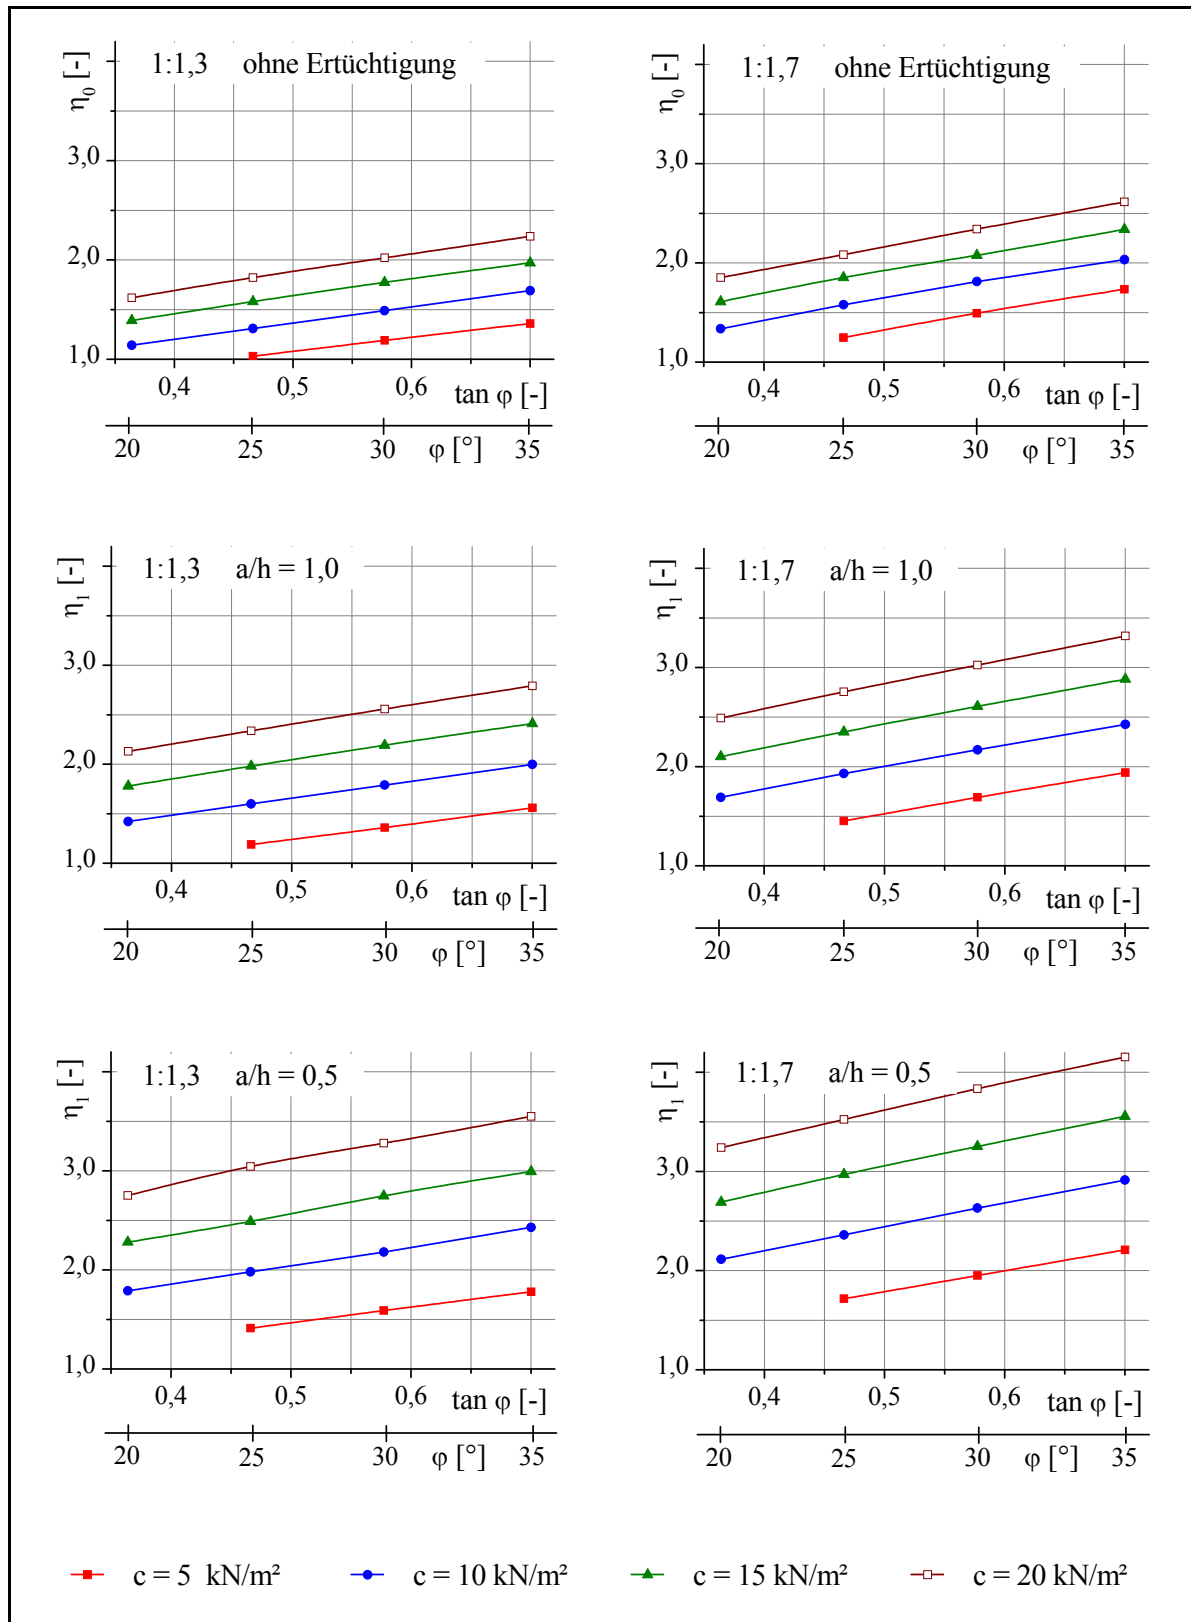 1:1,3 ohne Ertüchtigung
η₀ [-]
3,0
2,0
1,0
0,4 0,5 0,6 tan φ [-]
20 25 30 φ [°] 35
1:1,7 ohne Ertüchtigung
η₀ [-]
3,0
2,0
1,0
0,4 0,5 0,6 tan φ [-]
20 25 30 φ [°] 35
1:1,3 a/h = 1,0
η₁ [-]
3,0
2,0
1,0
0,4 0,5 0,6 tan φ [-]
20 25 30 φ [°] 35
1:1,7 a/h = 1,0
η₁ [-]
3,0
2,0
1,0
0,4 0,5 0,6 tan φ [-]
20 25 30 φ [°] 35
1:1,3 a/h = 0,5
η₁ [-]
3,0
2,0
1,0
0,4 0,5 0,6 tan φ [-]
20 25 30 φ [°] 35
1:1,7 a/h = 0,5
η₁ [-]
3,0
2,0
1,0
0,4 0,5 0,6 tan φ [-]
20 25 30 φ [°] 35
c = 5 kN/m² c = 10 kN/m² c = 15 kN/m² c = 20 kN/m²